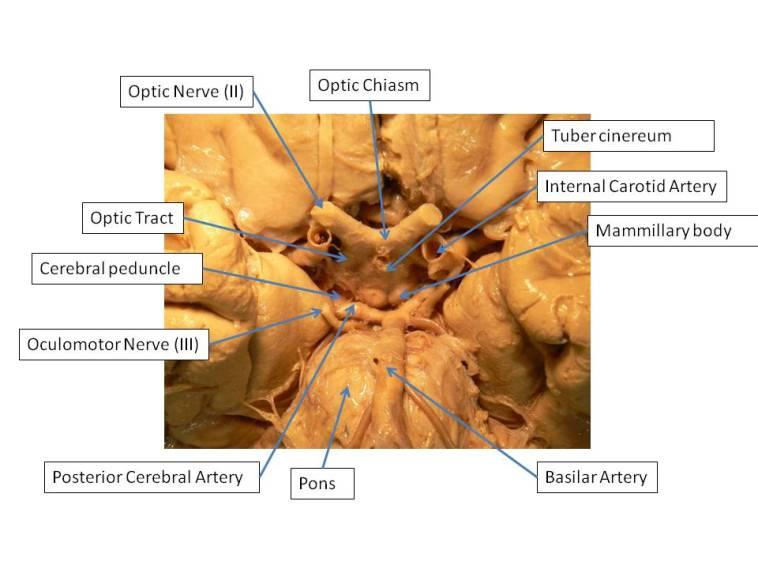 Optic Nerve (II)
Optic Chiasm
Tuber cinereum
Internal Carotid Artery
Optic Tract
Mammillary body
Cerebral peduncle
Oculomotor Nerve (III)
Posterior Cerebral Artery
Pons
Basilar Artery